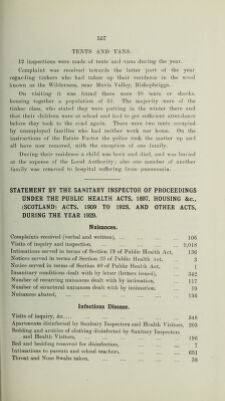 557
TENTS AND VANS.
12 inspections were made of tents and vans during the year.
Complaint was received towards the latter part of the year
regarding tinkers who had taken up their residence in the wood
known as the Wilderness, near Mavis Valley, Bishopbriggs.
On visiting it was found there were 10 tents or shacks,
housing together a population of 53. The majority were of the
tinker class, who stated they were putting in the winter there and
that their children were at school and had to get sufficient attendance
before they took to the road again. There were two tents occupied
by unemployed families who had neither work nor home. On the
instructions of the Estate Factor the police took the matter up and
all have now removed, with the exception of one family.
During their residence a child was born and died, and was buried
at the expense of the Local Authority; also one member of another
family was removed to hospital suffering from pneumonia.
STATEMENT BY THE SANITARY INSPECTOR OF PROCEEDINGS
UNDER THE PUBLIC HEALTH ACTS, 1897, HOUSING &c.,
(SCOTLAND) ACTS, 1909 TO 1925, AND OTHER ACTS,
DURING THE YEAR 1929.
Nuisances.
Complaints received (verbal and written), 106
Visits of inquiry and inspection, 2,018
Intimations served in terms of Section 19 of Public Health Act, 136
Notices served in terms of Section 20 of Public Health Act, 3
Notice served in terms of Section 40 of Public Health Act,
Insanitary conditions dealt with by letter (letters issued), 342
Number of recurring nuisances dealt with by intimation, 117
Number of structural nuisances dealt with by intimation, 19
Nuisances abated, 136
Infectious Disease.
Visits of inquiry, &c. 848
Apartments disinfected by Sanitary Inspectors and Health Visitors, 203
Bedding and articles of clothing disinfected by Sanitary Inspectors
and Health Visitors, 196
Bed and bedding removed for disinfection, 7
Intimations to parents and school teachers, 651
Throat and Nose Swabs taken, 30